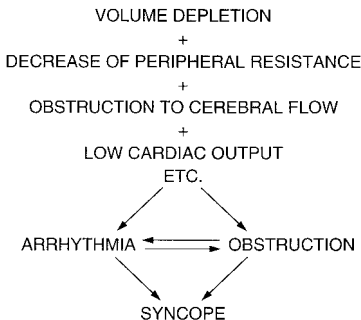 VOLUME DEPLETION
+
DECREASE OF PERIPHERAL RESISTANCE
+
OBSTRUCTION TO CEREBRAL FLOW
+
LOW CARDIAC OUTPUT
ETC.
ARRHYTHMIA OBSTRUCTION
SYNCOPE